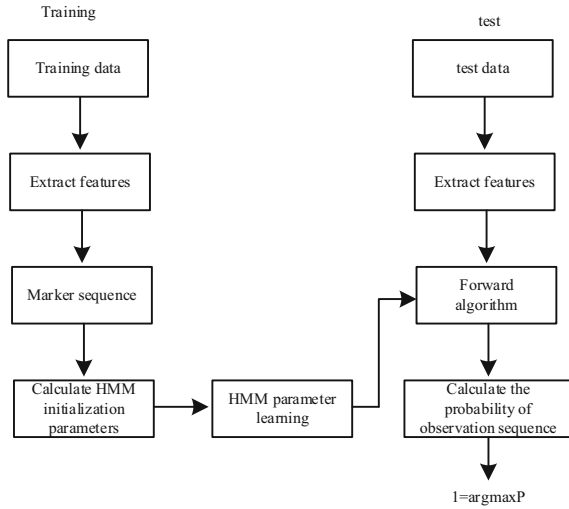 Training
test
Training data
test data
Extract features
Extract features
Marker sequence
Forward
algorithm
Calculate HMM
initialization
parameters
HMM parameter
learning
Calculate the
probability of
observation sequence
1=argmaxP